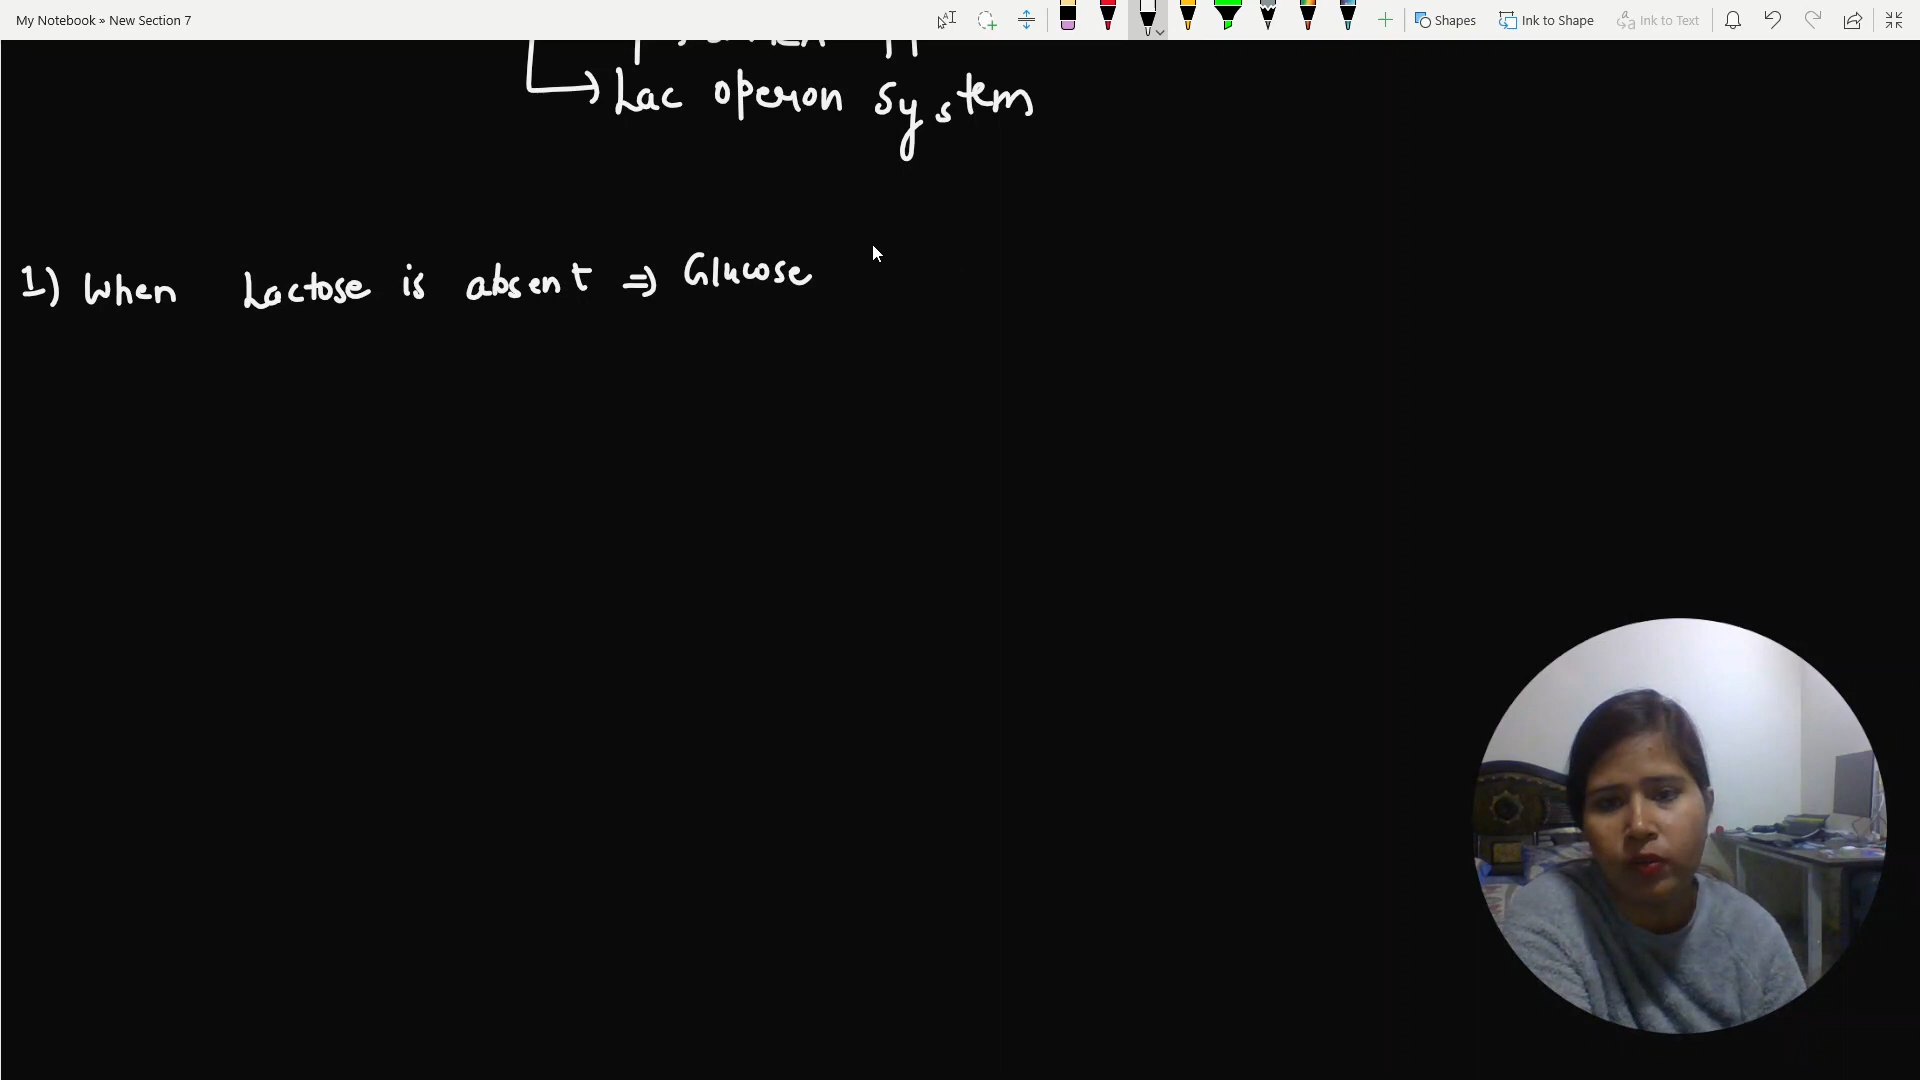 My Notebook » New Section 7
Shapes
Ink to Shape
Ink to Text
Lac operon system
1) When Lactose is absent ⇒ Glucose